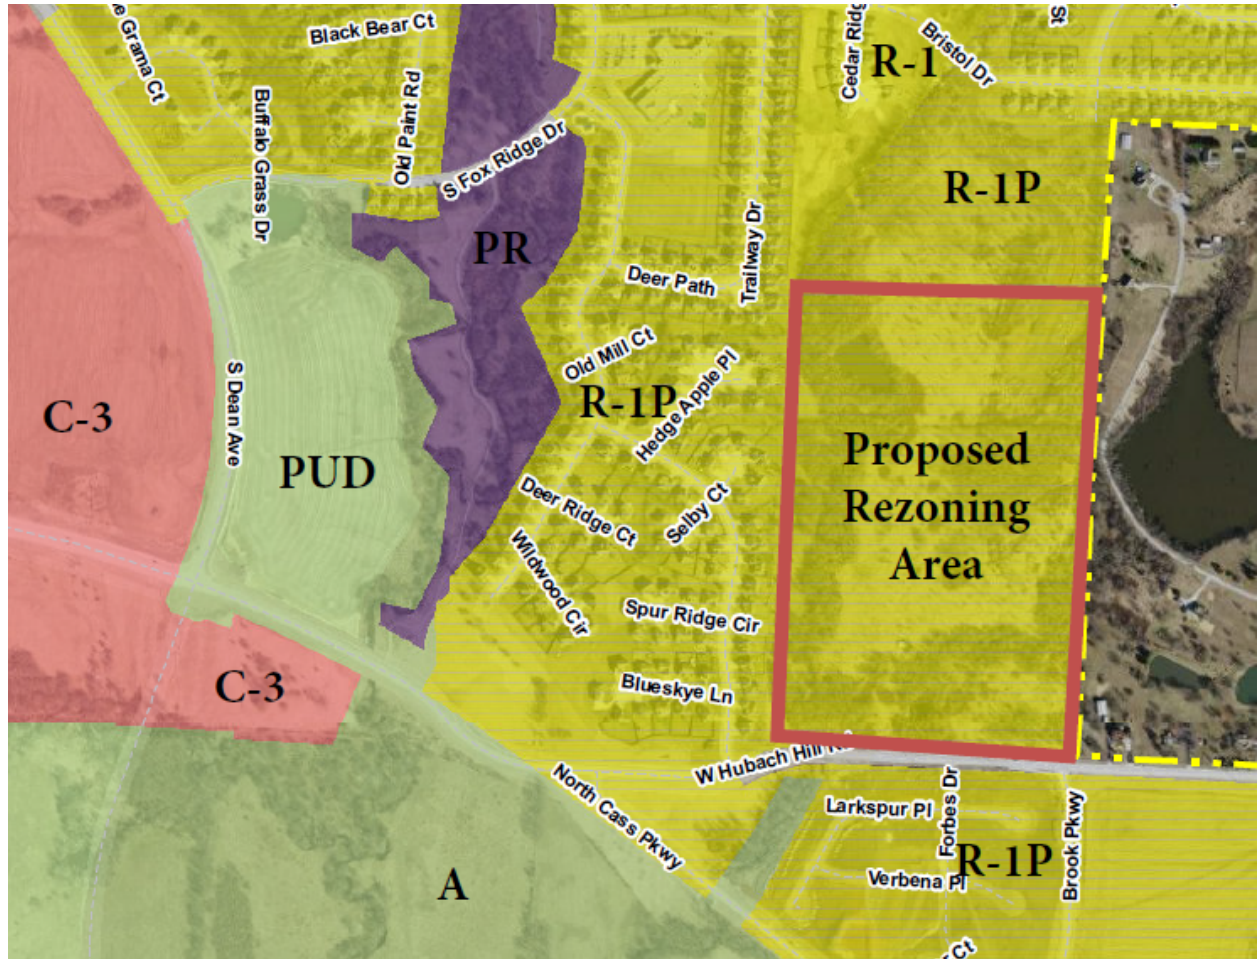 Grama Ct
Black Bear Ct
Cedar Ridg
R-1
Bristol Dr
St
Buffalo Grass Dr
Old Paint Rd
S Fox Ridge Dr
R-1P
PR
Trailway Dr
Deer Path
Old Mill Ct
S Dean Ave
C-3
R-1P
Hedge Apple Pl
PUD
Proposed
Rezoning
Area
Deer Ridge Ct
Selby Ct
Wildwood Cir
Spur Ridge Cir
C-3
Blueskye Ln
W Hubach Hill
North Cass Pkwy
Larkspur Pl
Forbes Dr
Brook Pkwy
R-1P
A
Verbena Pl
Ct